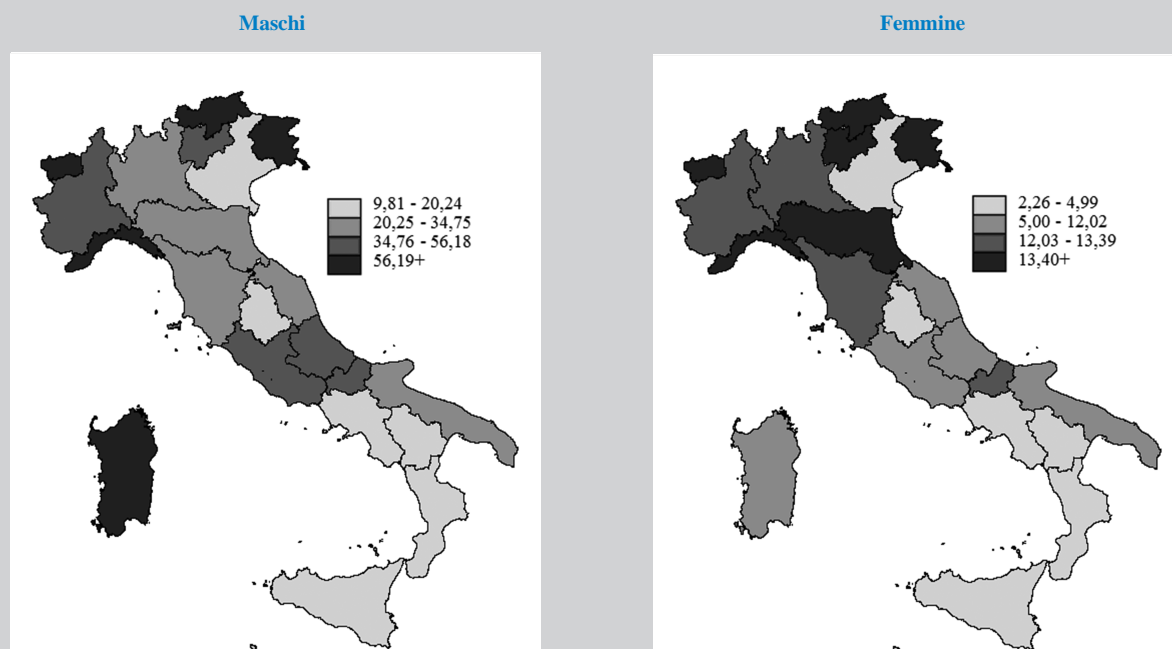 Maschi
9,81 - 20,24
20,25 - 34,75
34,76 - 56,18
56,19+
Femmine
2,26 - 4,99
5,00 - 12,02
12,03 - 13,39
13,40+